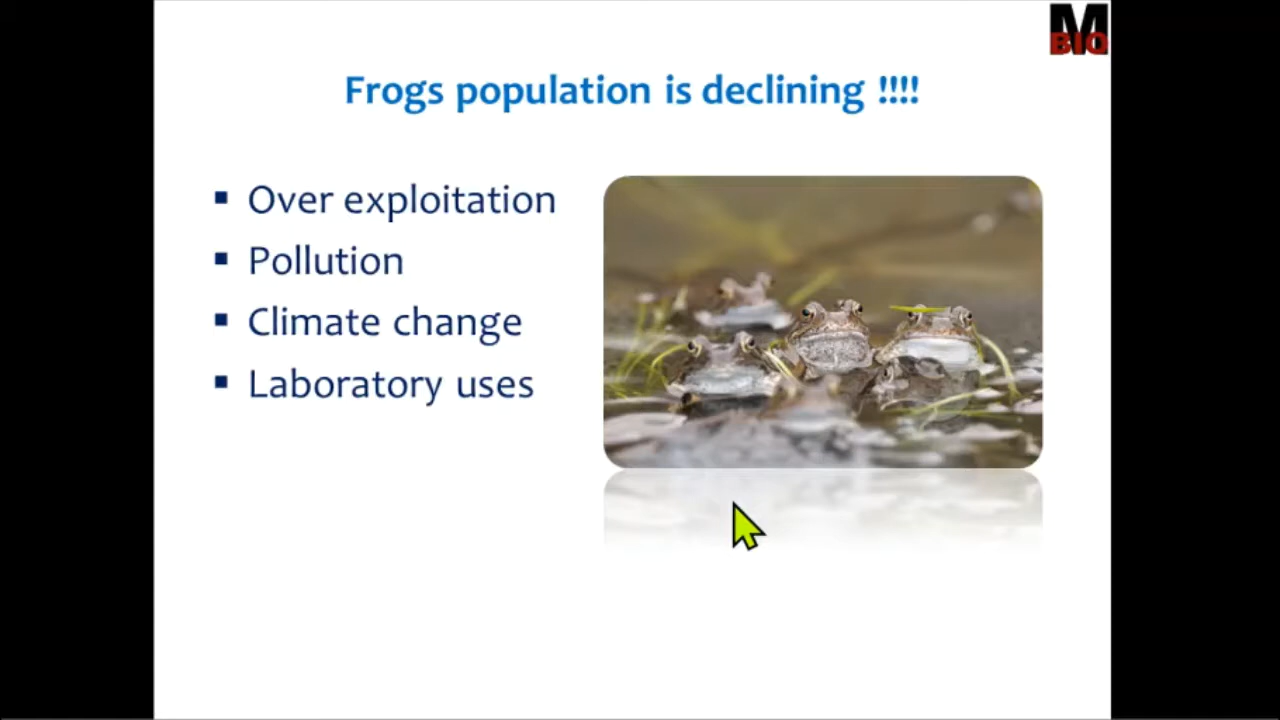 M
BIO
Frogs population is declining !!!!
▪ Over exploitation
▪ Pollution
▪ Climate change
▪ Laboratory uses